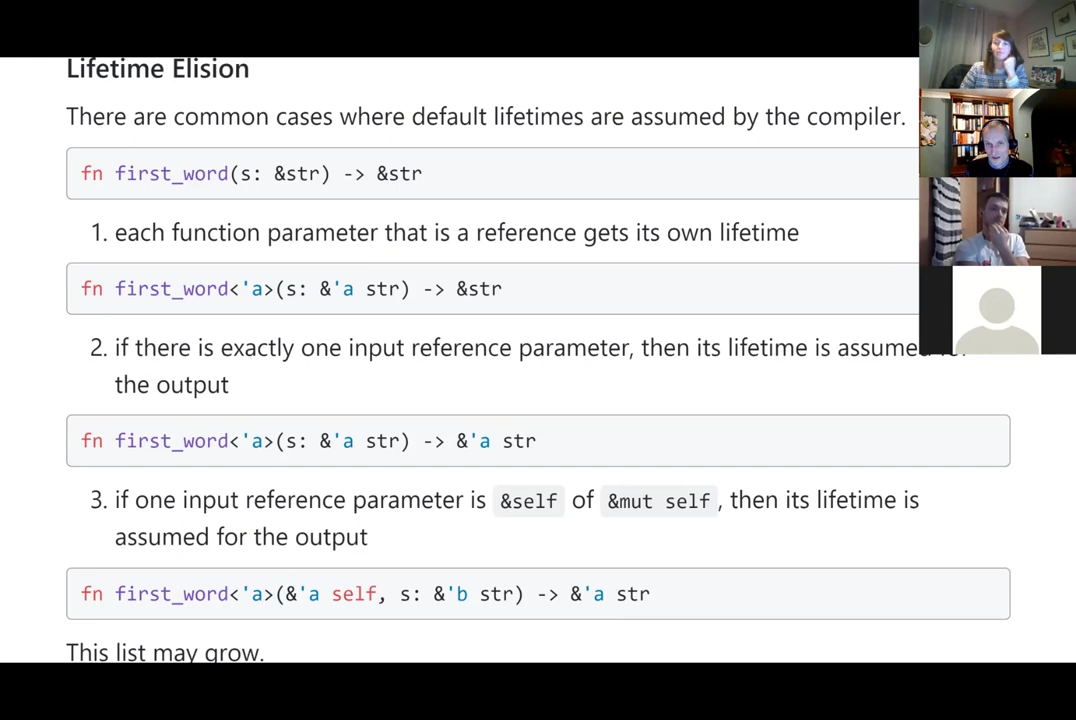 Lifetime Elision
There are common cases where default lifetimes are assumed by the compiler.
fn first_word(s: &str) -> &str
1. each function parameter that is a reference gets its own lifetime
fn first_word<'a>(s: &'a str) -> &str
2. if there is exactly one input reference parameter, then its lifetime is
the output
fn first_word<'a>(s: &'a str) -> &'a str
3. if one input reference parameter is &self of &mut self, then its lifetime is
assumed for the output
fn first_word<'a>(&'a self, s: &'b str) -> &'a str
This list may grow.